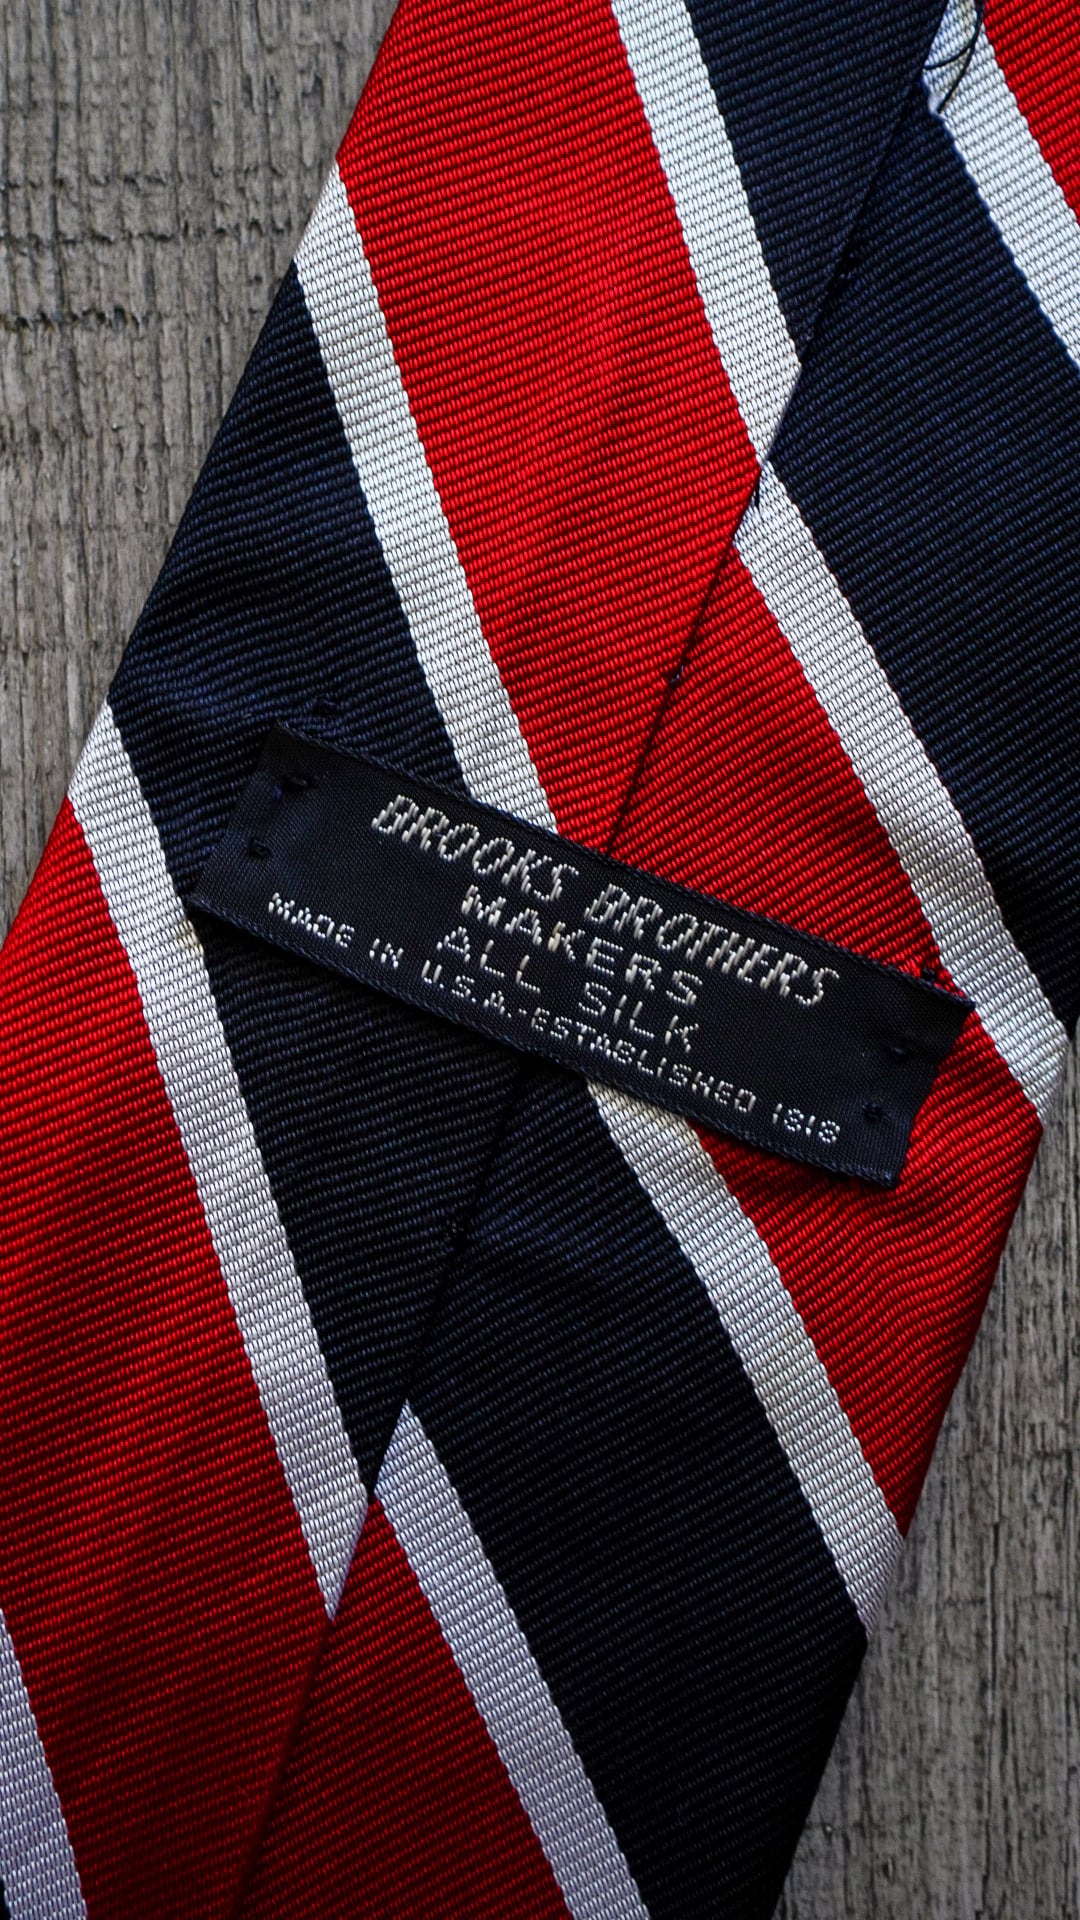 BROOKS BROTHERS
MAKERS
ALL SILK
MADE IN U.S.A.-ESTABLISHED 1818